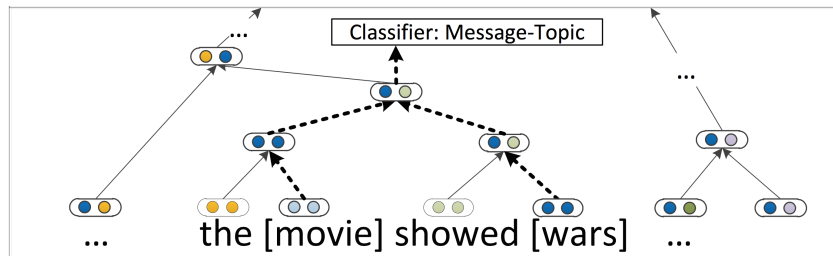 ...
Classifier: Message-Topic
...
... the [movie] showed [wars] ...